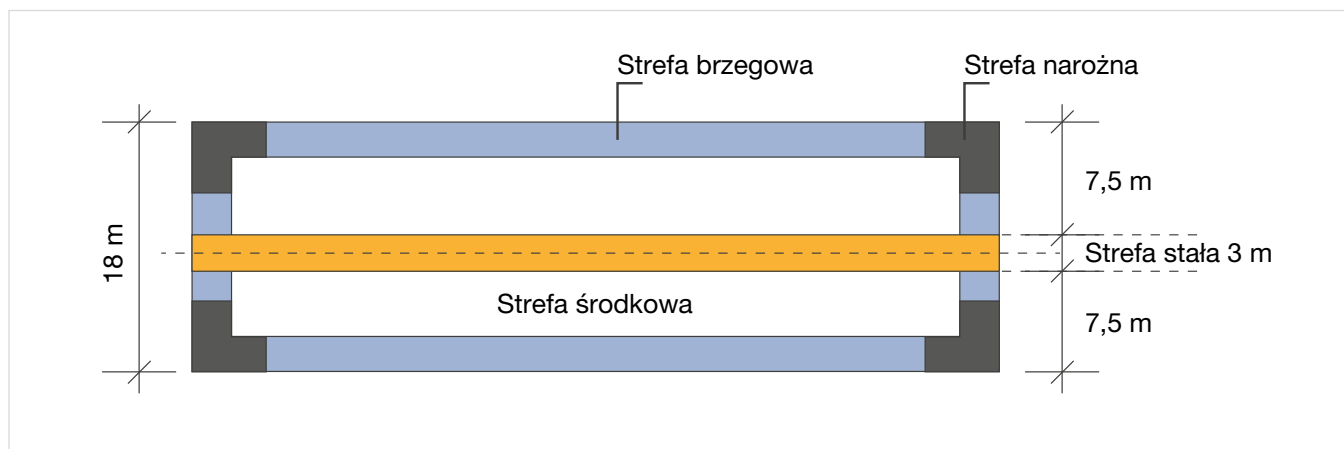 Strefa brzegowa
Strefa narożna
7,5 m
18 m
Strefa stała 3 m
Strefa środkowa
7,5 m